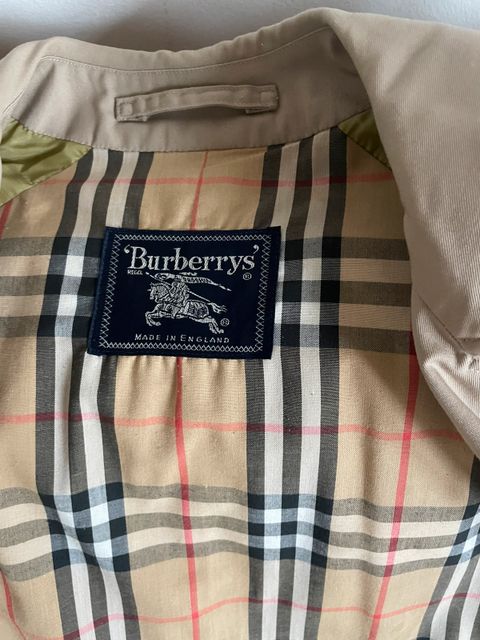 Burberrys'
REGD. ®
®
MADE IN ENGLAND